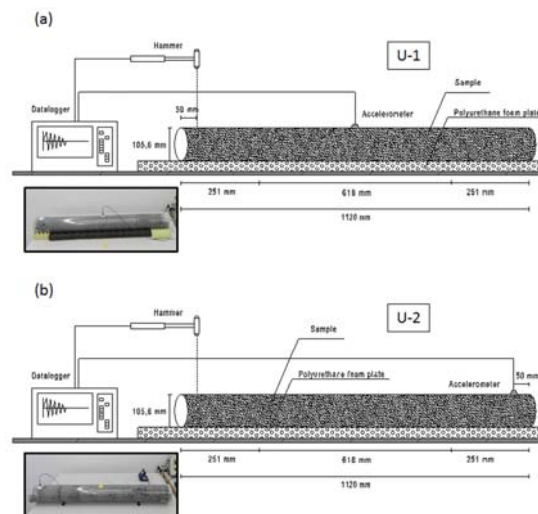 (a)
Hammer
U-1
Sample
Datalogger
50 mm
Accelerometer
Polyurethane foam plate
105,6 mm
251 mm
618 mm
251 mm
1120 mm
(b)
Hammer
U-2
Sample
Datalogger
Polyurethane foam plate
Accelerometer
50 mm
105,6 mm
251 mm
618 mm
251 mm
1120 mm